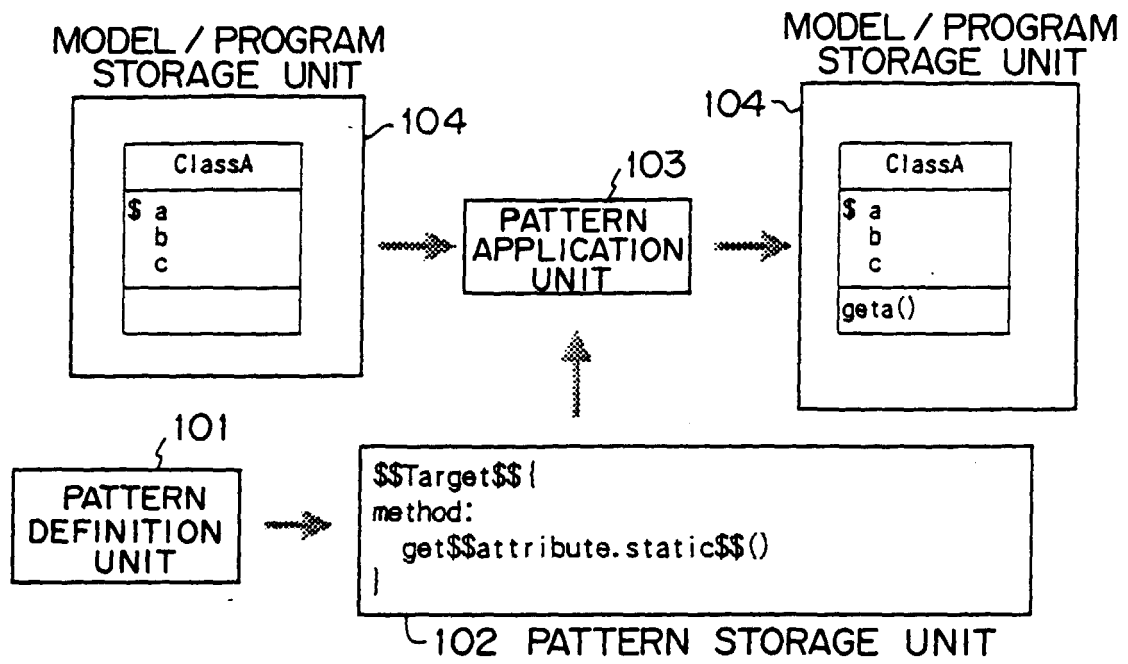 MODEL / PROGRAM
STORAGE UNIT
104
ClassA
$ a
b
c
103
PATTERN
APPLICATION
UNIT
MODEL / PROGRAM
STORAGE UNIT
104
ClassA
$ a
b
c
geta()
101
PATTERN
DEFINITION
UNIT
$$Target$${
method:
get$$attribute.static$$()
}
102 PATTERN STORAGE UNIT